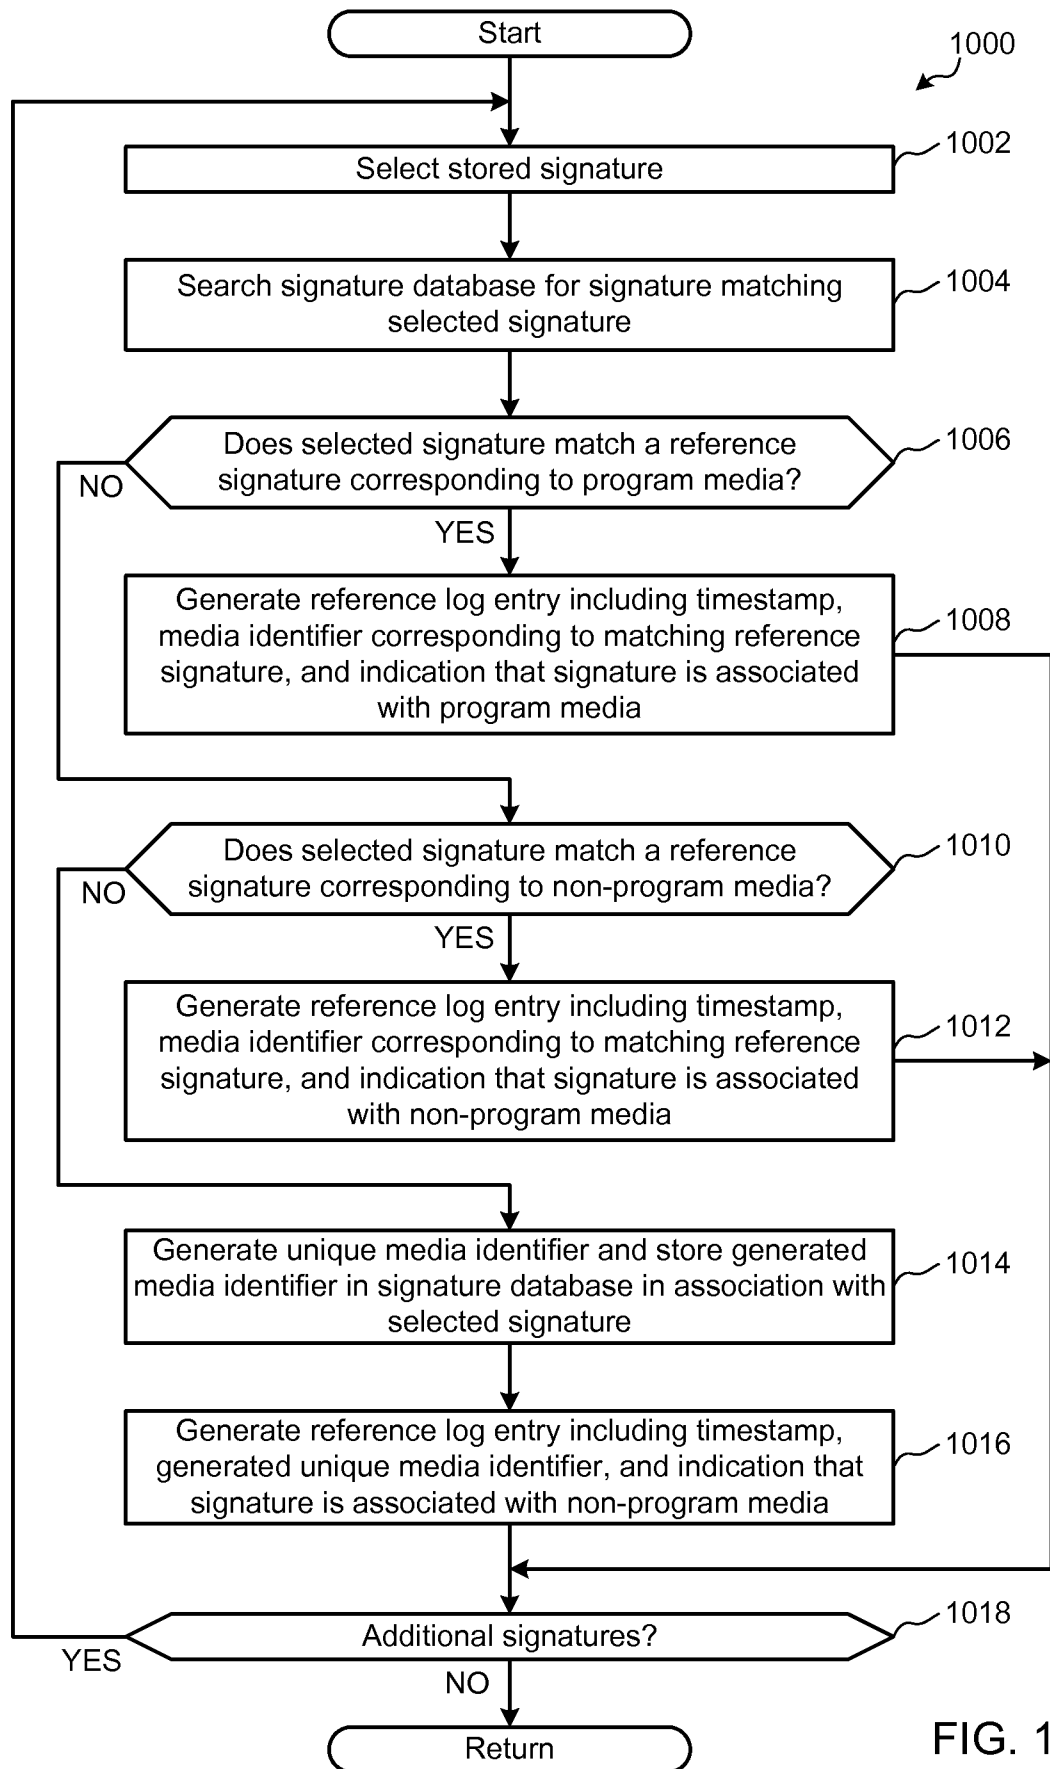 Start
1000
Select stored signature
1002
Search signature database for signature matching
selected signature
1004
Does selected signature match a reference
signature corresponding to program media?
1006
NO
YES
Generate reference log entry including timestamp,
media identifier corresponding to matching reference
signature, and indication that signature is associated
with program media
1008
Does selected signature match a reference
signature corresponding to non-program media?
1010
NO
YES
Generate reference log entry including timestamp,
media identifier corresponding to matching reference
signature, and indication that signature is associated
with non-program media
1012
Generate unique media identifier and store generated
media identifier in signature database in association with
selected signature
1014
Generate reference log entry including timestamp,
generated unique media identifier, and indication that
signature is associated with non-program media
1016
Additional signatures?
1018
YES
NO
Return
FIG. 1